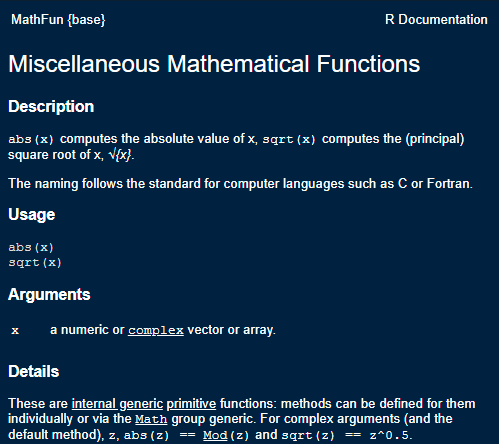 MathFun {base} R Documentation
Miscellaneous Mathematical Functions
Description
abs(x) computes the absolute value of x, sqrt(x) computes the (principal)
square root of x, √{x}.
The naming follows the standard for computer languages such as C or Fortran.
Usage
abs(x)
sqrt(x)
Arguments
x a numeric or complex vector or array.
Details
These are internal generic primitive functions: methods can be defined for them
individually or via the Math group generic. For complex arguments (and the
default method), z, abs(z) == Mod(z) and sqrt(z) == z^0.5.